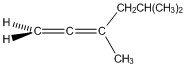 CH₂CH(CH₃)₂
H
H
C=C=C
CH₃